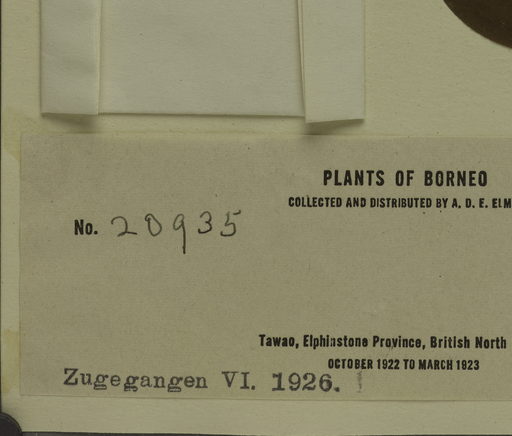 PLANTS OF BORNEO
COLLECTED AND DISTRIBUTED BY A. D. E. ELM
No. 20935
Tawao, Elphinstone Province, British North
OCTOBER 1922 TO MARCH 1923
Zugegangen VI. 1926.